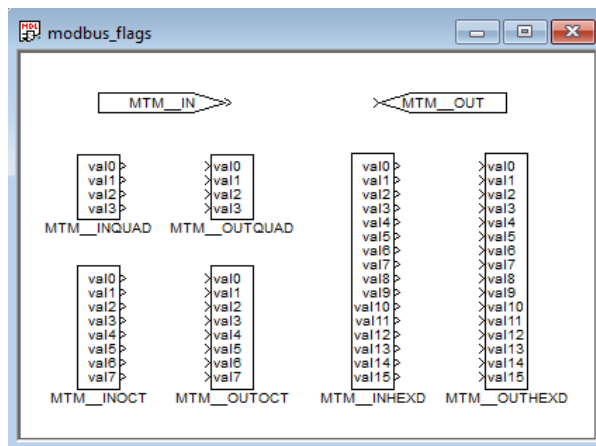 MDL
modbus_flags
MTM__IN
MTM__OUT
val0
val1
val2
val3
MTM__INQUAD
val0
val1
val2
val3
MTM__OUTQUAD
val0
val1
val2
val3
val4
val5
val6
val7
MTM__INOCT
val0
val1
val2
val3
val4
val5
val6
val7
MTM__OUTOCT
val0
val1
val2
val3
val4
val5
val6
val7
val8
val9
val10
val11
val12
val13
val14
val15
MTM__INHEXD
val0
val1
val2
val3
val4
val5
val6
val7
val8
val9
val10
val11
val12
val13
val14
val15
MTM__OUTHEXD